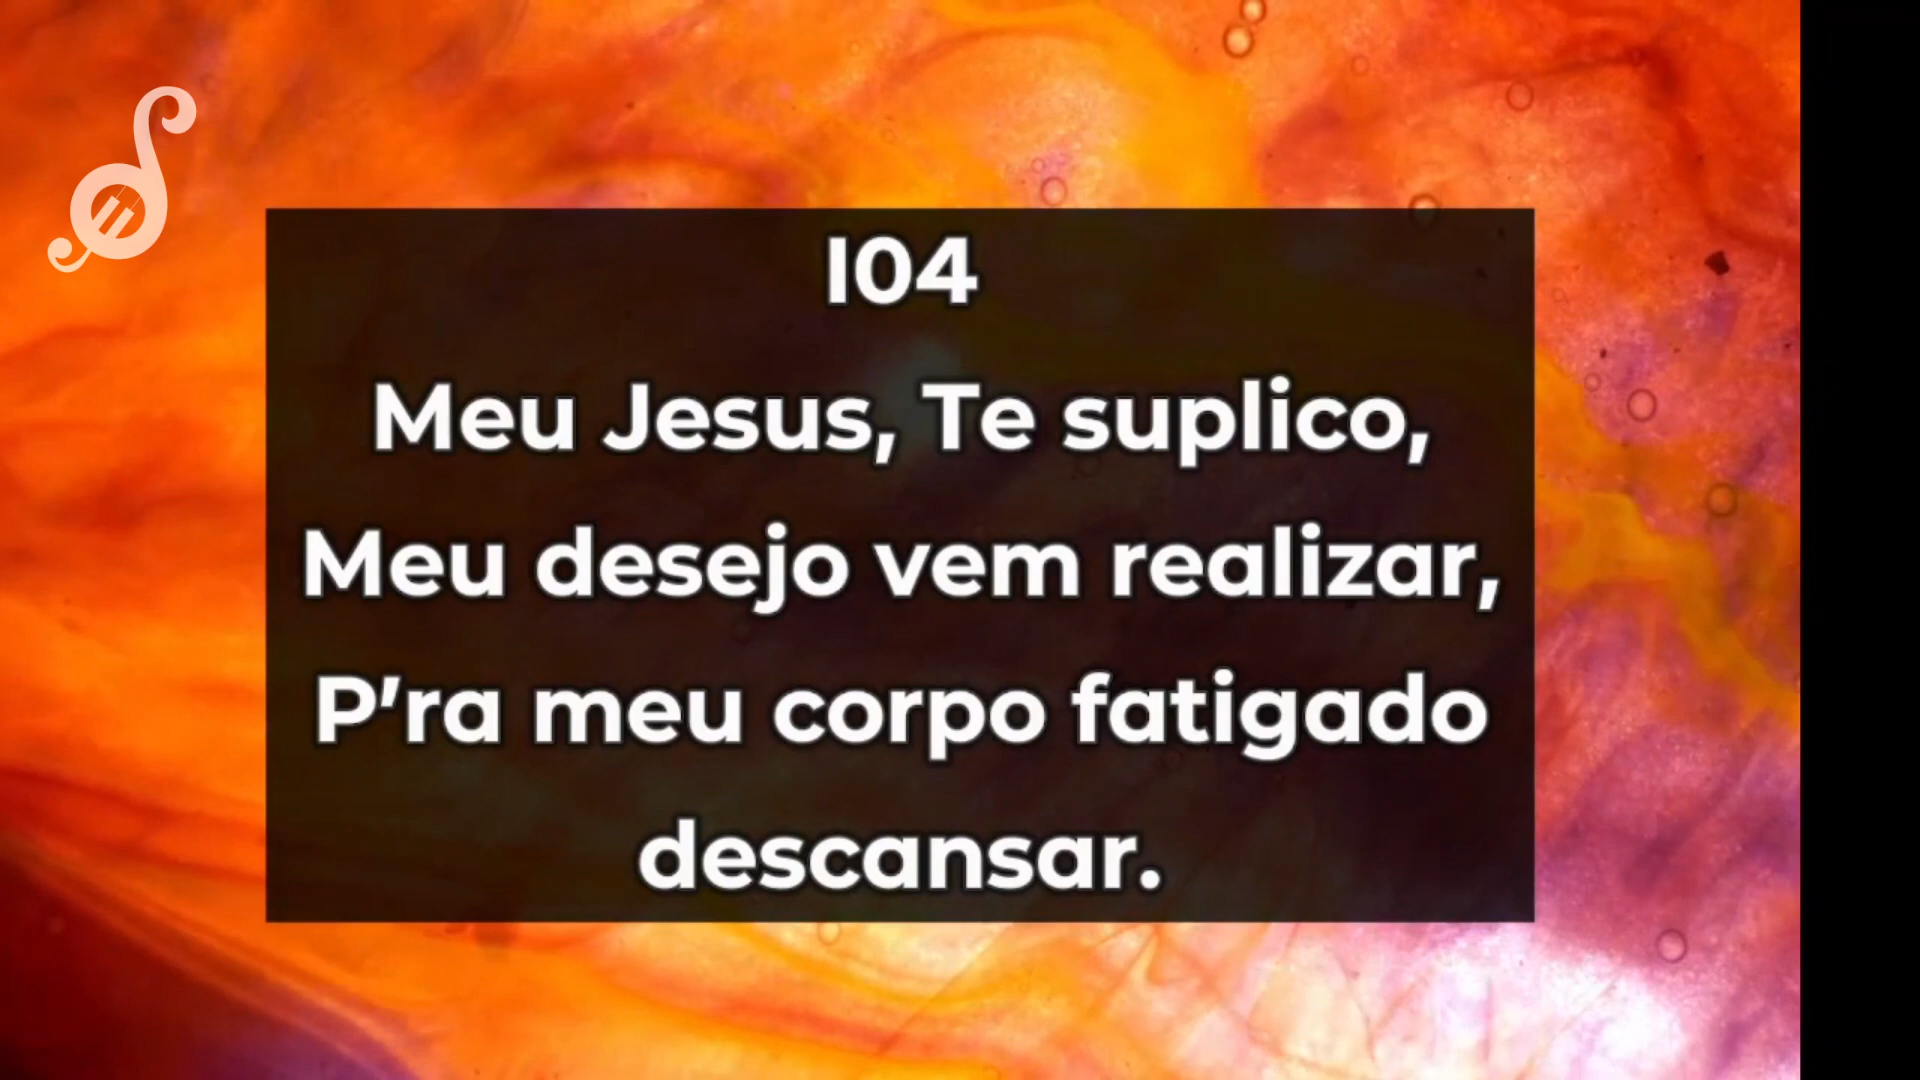 104
Meu Jesus, Te suplico,
Meu desejo vem realizar,
P'ra meu corpo fatigado
descansar.